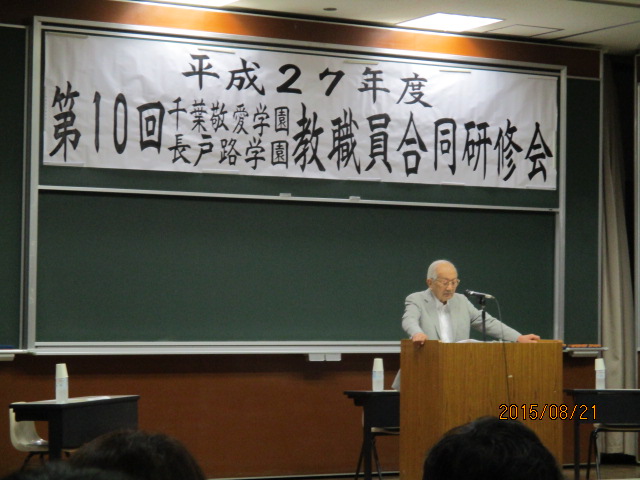 平成27年度
第10回 千葉敬愛学園 教職員合同研修会
長戸路学園
2015/08/21